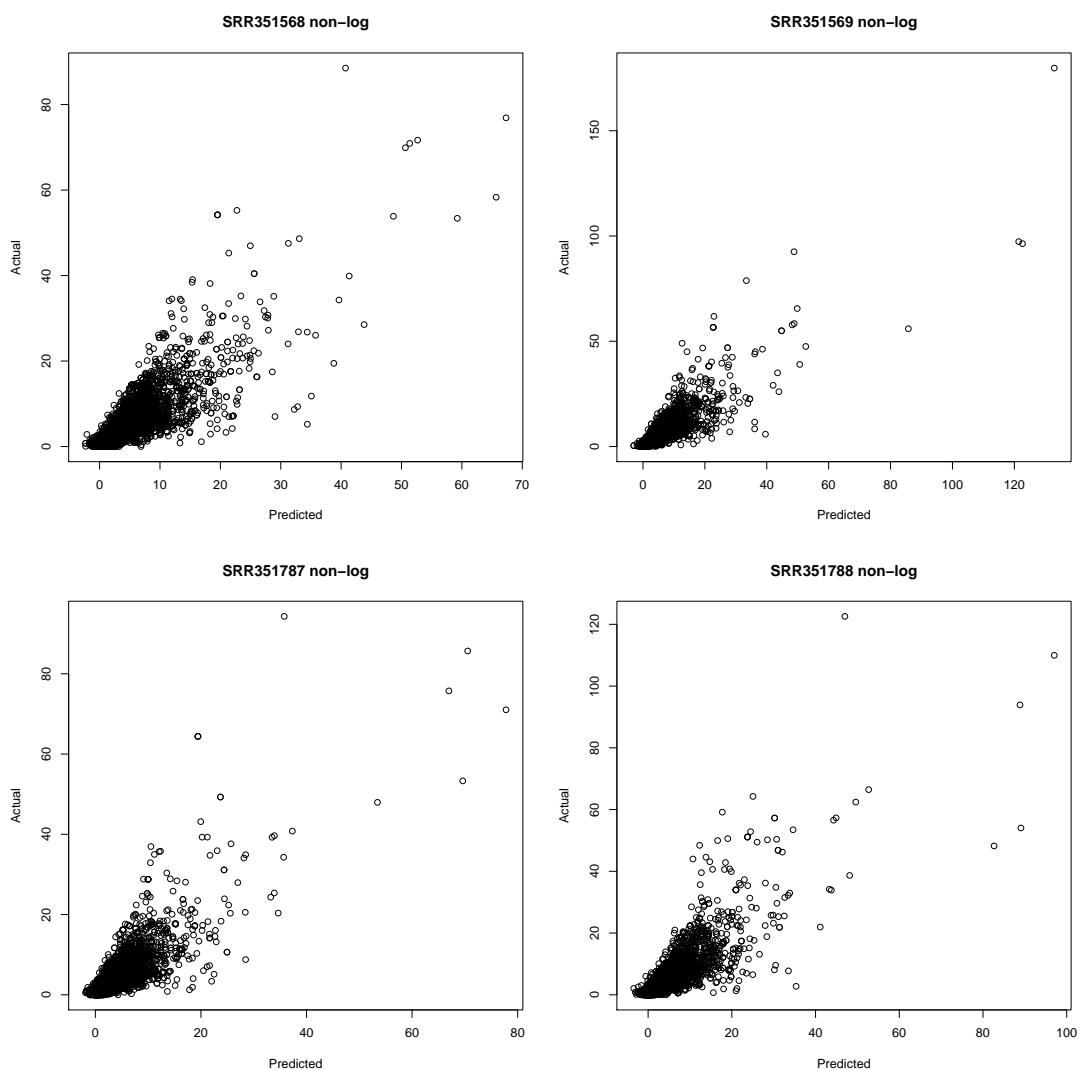 SRR351568 non−log
80
60
40
20
0
Actual
0 10 20 30 40 50 60 70
Predicted
SRR351569 non−log
150
100
50
0
Actual
0 20 40 60 80 100 120
Predicted
SRR351787 non−log
80
60
40
20
0
Actual
0 20 40 60 80
Predicted
SRR351788 non−log
120
100
80
60
40
20
0
Actual
0 20 40 60 80 100
Predicted